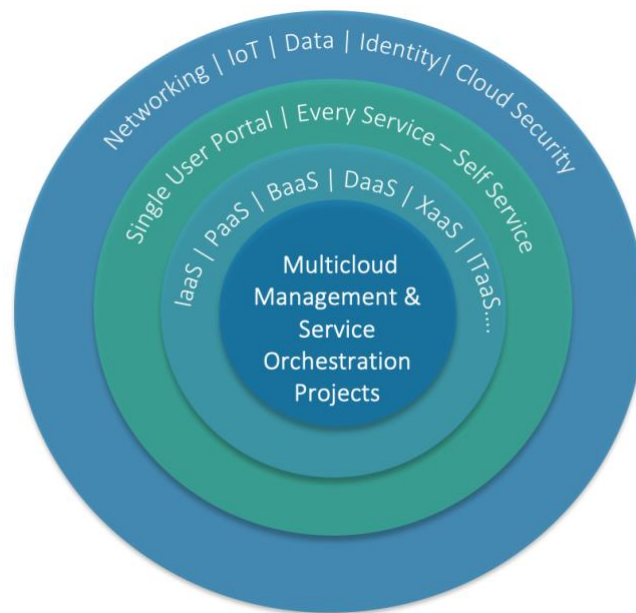 Networking | IoT | Data | Identity| Cloud Security
Single User Portal | Every Service – Self Service
IaaS | PaaS | BaaS | DaaS | XaaS | ITaaS....
Multicloud
Management &
Service
Orchestration
Projects